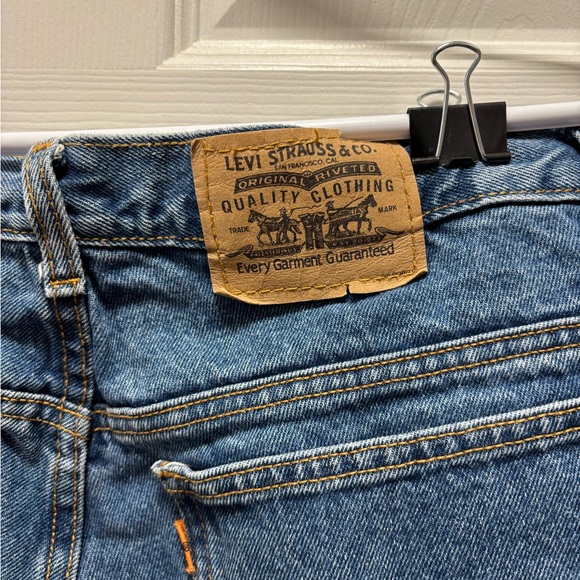 LEVI STRAUSS & CO.
SAN FRANCISCO, CAL
ORIGINAL RIVETED
QUALITY CLOTHING
TRADE MARK
Every Garment Guaranteed